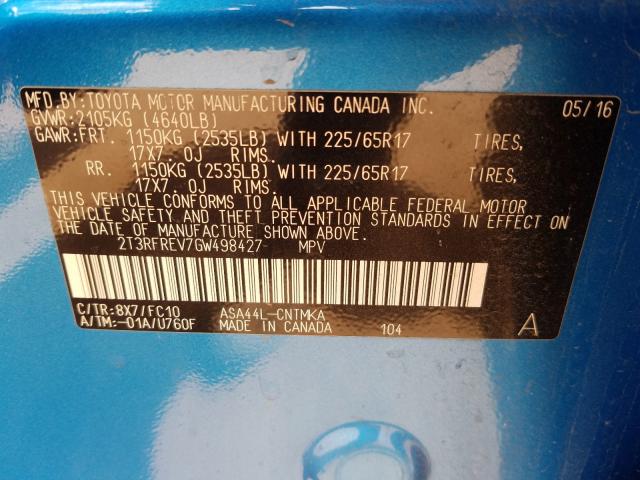 MFD. BY: TOYOTA MOTOR MANUFACTURING CANADA INC. 05/16
GVWR: 2105KG (4640LB)
GAWR: FRT. 1150KG (2535LB) WITH 225/65R17 TIRES,
17X7.0J RIMS.
RR. 1150KG (2535LB) WITH 225/65R17 TIRES,
17X7.0J RIMS.
THIS VEHICLE CONFORMS TO ALL APPLICABLE FEDERAL MOTOR
VEHICLE SAFETY AND THEFT PREVENTION STANDARDS IN EFFECT ON
THE DATE OF MANUFACTURE SHOWN ABOVE.
2T3RFREV7GW498427 MPV
C/TR: 8X7/FC10 ASA44L-CNTMKA
A/TM: -01A/U760F MADE IN CANADA 104 A